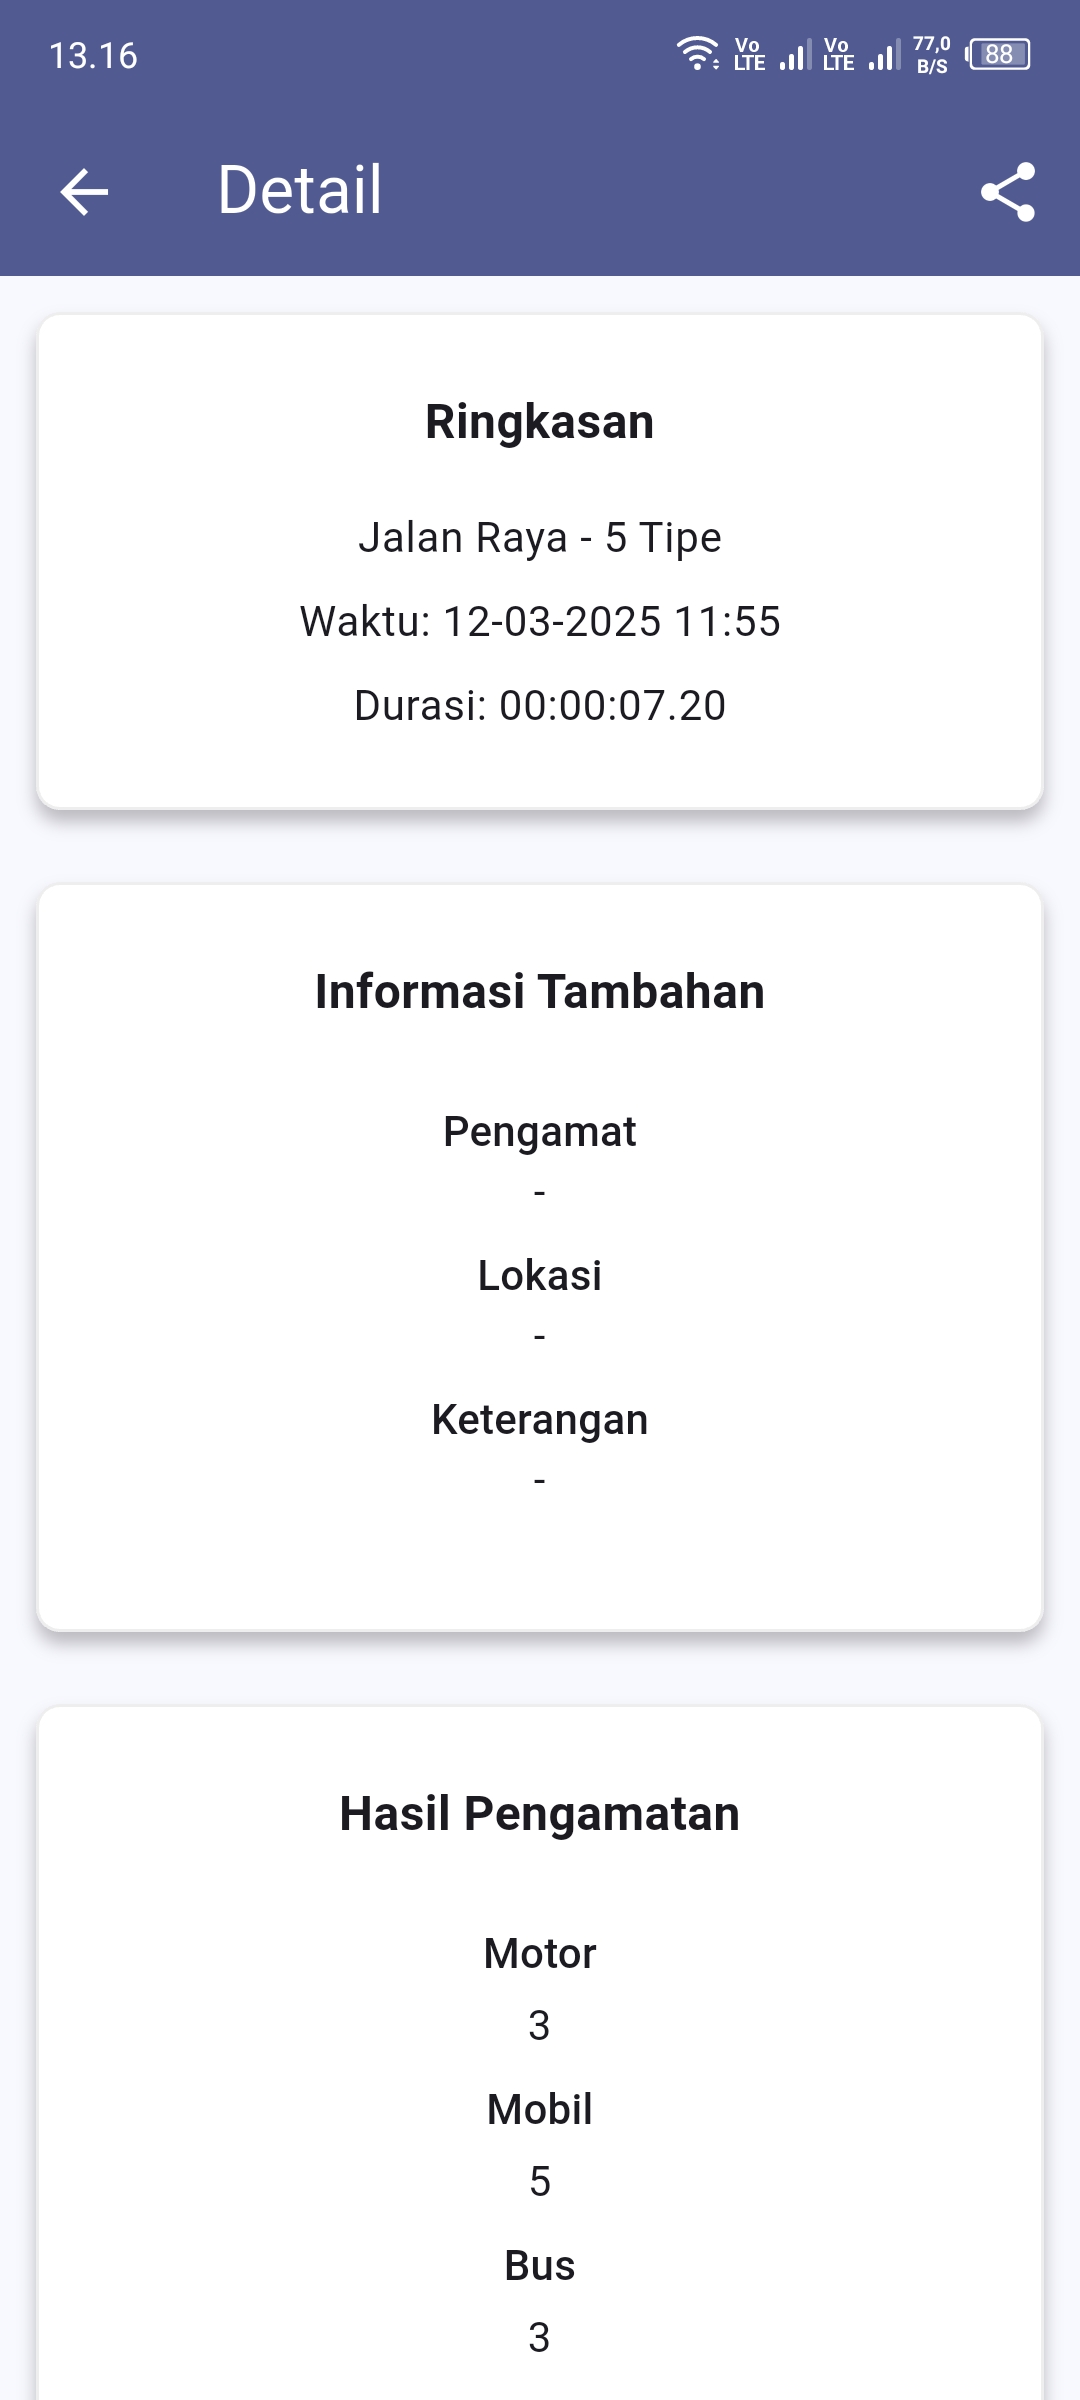 13.16
Vo LTE Vo LTE 77,0 B/S 88
Detail
Ringkasan
Jalan Raya - 5 Tipe
Waktu: 12-03-2025 11:55
Durasi: 00:00:07.20
Informasi Tambahan
Pengamat
-
Lokasi
-
Keterangan
-
Hasil Pengamatan
Motor
3
Mobil
5
Bus
3